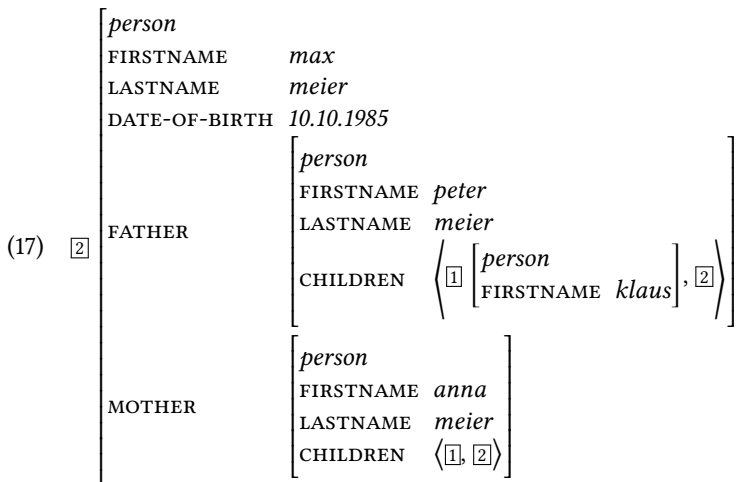 person
FIRSTNAME max
LASTNAME meier
DATE-OF-BIRTH 10.10.1985
person
FIRSTNAME peter
(17) 2 FATHER LASTNAME meier
CHILDREN ⟨1 [person
FIRSTNAME klaus], 2⟩
person
FIRSTNAME anna
MOTHER LASTNAME meier
CHILDREN ⟨1, 2⟩